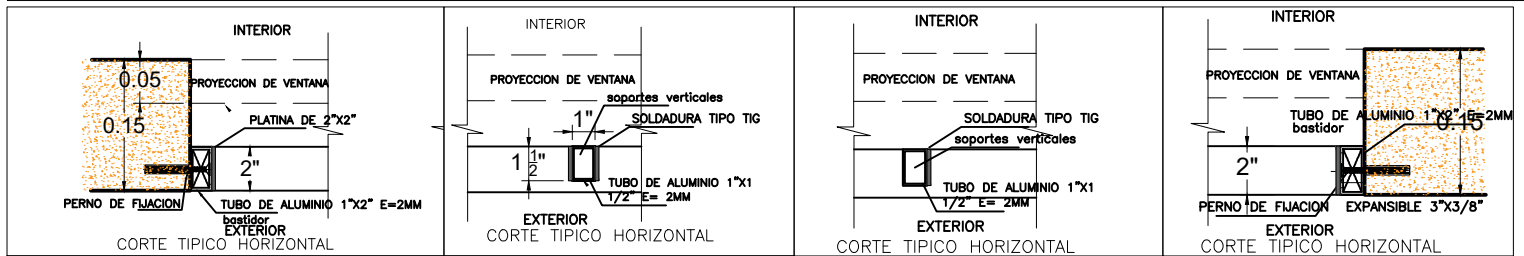 INTERIOR
0.05
PROYECCION DE VENTANA
0.15
PLATINA DE 2"X2"
2"
PERNO DE FIJACION
TUBO DE ALUMINIO 1"X2" E=2MM
bastidor
EXTERIOR
CORTE TIPICO HORIZONTAL
INTERIOR
PROYECCION DE VENTANA
soportes verticales
1"
SOLDADURA TIPO TIG
1 1/2"
TUBO DE ALUMINIO 1"X1
1/2" E= 2MM
EXTERIOR
CORTE TIPICO HORIZONTAL
INTERIOR
PROYECCION DE VENTANA
SOLDADURA TIPO TIG
soportes verticales
TUBO DE ALUMINIO 1"X1
1/2" E= 2MM
EXTERIOR
CORTE TIPICO HORIZONTAL
INTERIOR
PROYECCION DE VENTANA
TUBO DE ALUMINIO 1"X2" E=2MM
bastidor
0.15
2"
PERNO DE FIJACION EXPANSIBLE 3"X3/8"
EXTERIOR
CORTE TIPICO HORIZONTAL